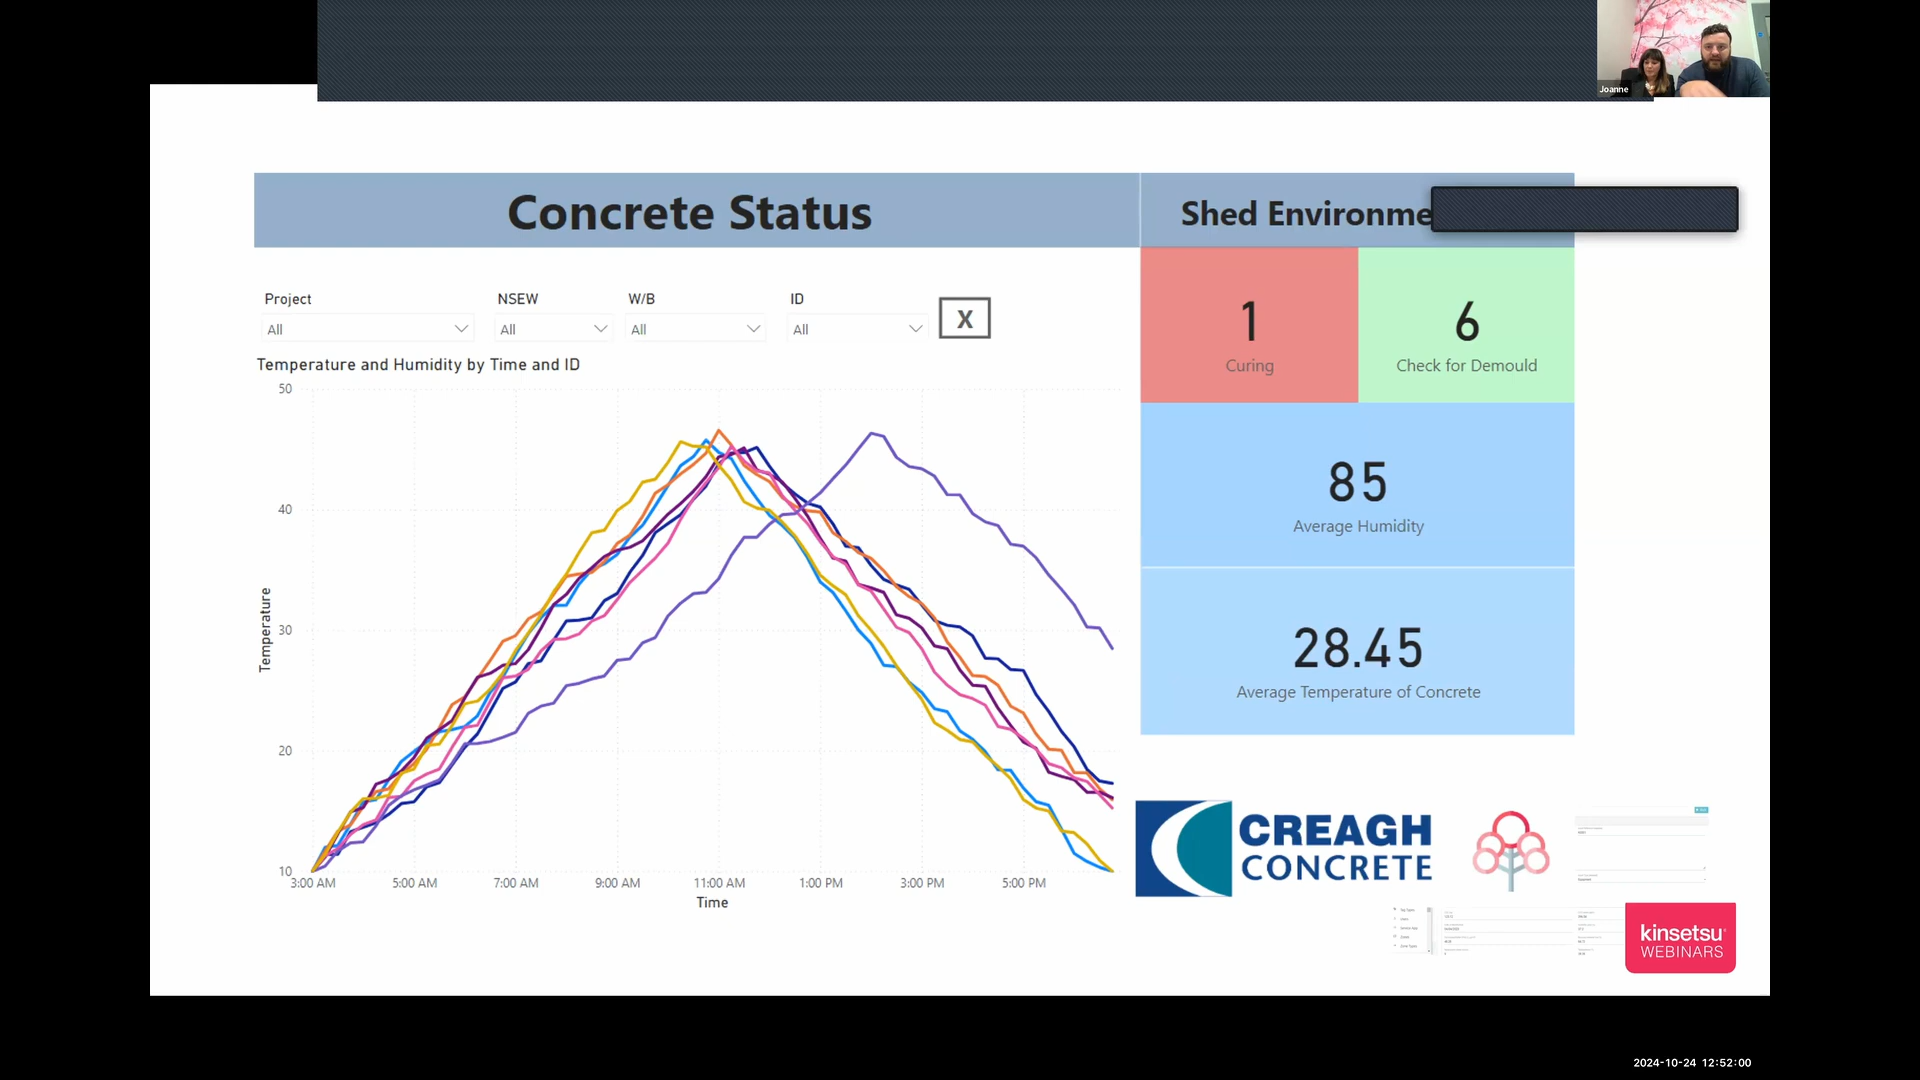 Joanne
Concrete Status
Shed Environme
Project
NSEW
W/B
ID
All
All
All
All
X
Temperature and Humidity by Time and ID
50
40
30
20
10
Temperature
3:00 AM
5:00 AM
7:00 AM
9:00 AM
11:00 AM
1:00 PM
3:00 PM
5:00 PM
Time
1
Curing
6
Check for Demould
85
Average Humidity
28.45
Average Temperature of Concrete
CREAGH
CONCRETE
kinsetsu
WEBINARS
2024-10-24 12:52:00